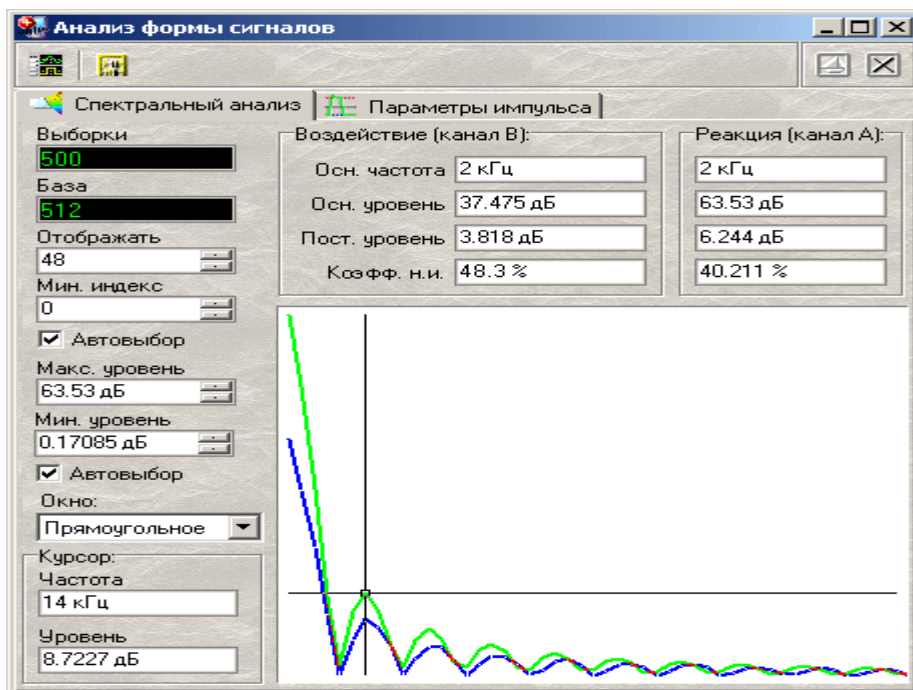 Анализ формы сигналов
Спектральный анализ
Параметры импульса
Выборки
500
База
512
Отображать
48
Мин. индекс
0
Автовыбор
Макс. уровень
63.53 дБ
Мин. уровень
0.17085 дБ
Автовыбор
Окно:
Прямоугольное
Курсор:
Частота
14 кГц
Уровень
8.7227 дБ
Воздействие (канал B):
Осн. частота 2 кГц
Осн. уровень 37.475 дБ
Пост. уровень 3.818 дБ
Коэфф. н.и. 48.3 %
Реакция (канал A):
2 кГц
63.53 дБ
6.244 дБ
40.211 %